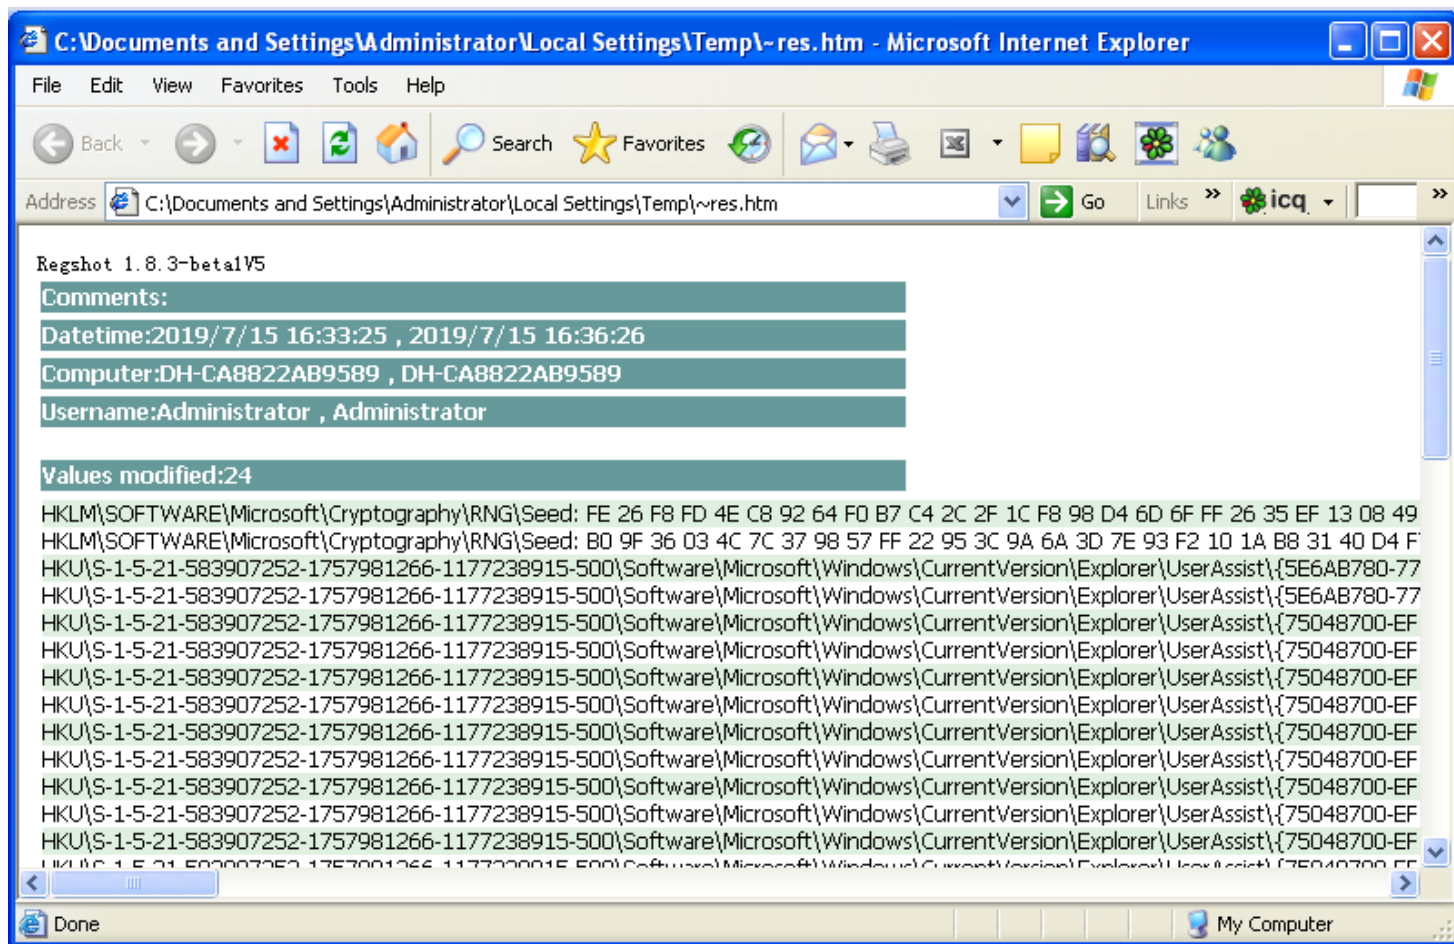 C:\Documents and Settings\Administrator\Local Settings\Temp\~res.htm - Microsoft Internet Explorer
File Edit View Favorites Tools Help
Back Search Favorites
Address C:\Documents and Settings\Administrator\Local Settings\Temp\~res.htm Go Links » icq »
Regshot 1.8.3-beta1V5
Comments:
Datetime:2019/7/15 16:33:25 , 2019/7/15 16:36:26
Computer:DH-CA8822AB9589 , DH-CA8822AB9589
Username:Administrator , Administrator
Values modified:24
HKLM\SOFTWARE\Microsoft\Cryptography\RNG\Seed: FE 26 F8 FD 4E C8 92 64 F0 B7 C4 2C 2F 1C F8 98 D4 6D 6F FF 26 35 EF 13 08 49
HKLM\SOFTWARE\Microsoft\Cryptography\RNG\Seed: B0 9F 36 03 4C 7C 37 98 57 FF 22 95 3C 9A 6A 3D 7E 93 F2 10 1A B8 31 40 D4
HKU\S-1-5-21-583907252-1757981266-1177238915-500\Software\Microsoft\Windows\CurrentVersion\Explorer\UserAssist\{5E6AB780-77
HKU\S-1-5-21-583907252-1757981266-1177238915-500\Software\Microsoft\Windows\CurrentVersion\Explorer\UserAssist\{5E6AB780-77
HKU\S-1-5-21-583907252-1757981266-1177238915-500\Software\Microsoft\Windows\CurrentVersion\Explorer\UserAssist\{75048700-EF
HKU\S-1-5-21-583907252-1757981266-1177238915-500\Software\Microsoft\Windows\CurrentVersion\Explorer\UserAssist\{75048700-EF
HKU\S-1-5-21-583907252-1757981266-1177238915-500\Software\Microsoft\Windows\CurrentVersion\Explorer\UserAssist\{75048700-EF
HKU\S-1-5-21-583907252-1757981266-1177238915-500\Software\Microsoft\Windows\CurrentVersion\Explorer\UserAssist\{75048700-EF
HKU\S-1-5-21-583907252-1757981266-1177238915-500\Software\Microsoft\Windows\CurrentVersion\Explorer\UserAssist\{75048700-EF
HKU\S-1-5-21-583907252-1757981266-1177238915-500\Software\Microsoft\Windows\CurrentVersion\Explorer\UserAssist\{75048700-EF
HKU\S-1-5-21-583907252-1757981266-1177238915-500\Software\Microsoft\Windows\CurrentVersion\Explorer\UserAssist\{75048700-EF
HKU\S-1-5-21-583907252-1757981266-1177238915-500\Software\Microsoft\Windows\CurrentVersion\Explorer\UserAssist\{75048700-EF
HKU\S-1-5-21-583907252-1757981266-1177238915-500\Software\Microsoft\Windows\CurrentVersion\Explorer\UserAssist\{75048700-EF
Done My Computer